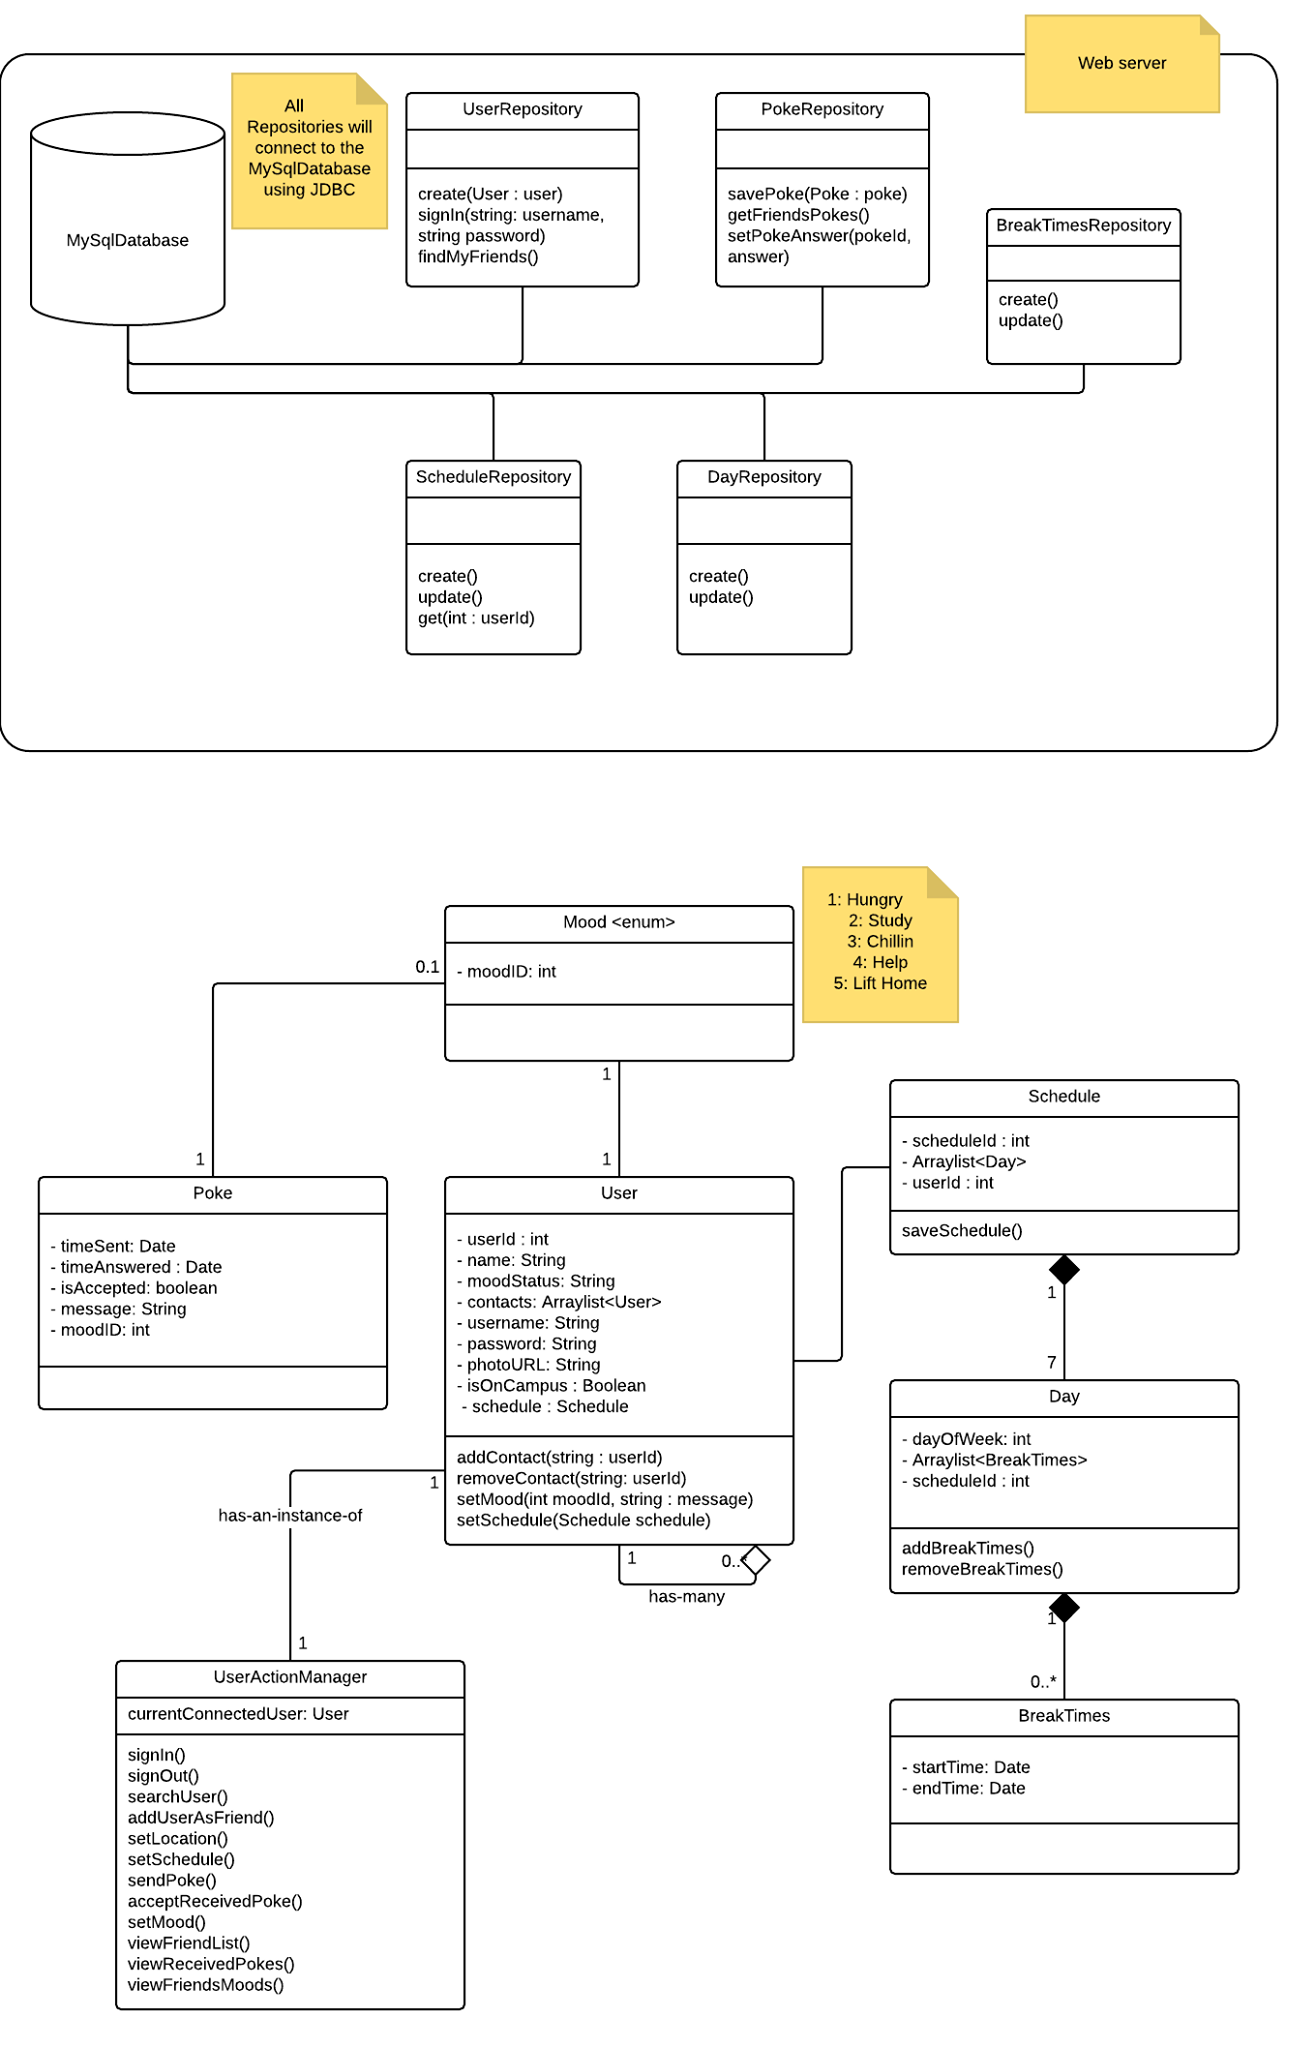 Web server
All
Repositories will
connect to the
MySqlDatabase
using JDBC
MySqlDatabase
UserRepository
create(User : user)
signIn(string: username,
string password)
findMyFriends()
PokeRepository
savePoke(Poke : poke)
getFriendsPokes()
setPokeAnswer(pokeId,
answer)
BreakTimesRepository
create()
update()
ScheduleRepository
create()
update()
get(int : userId)
DayRepository
create()
update()
Mood <enum>
- moodID: int
1: Hungry
2: Study
3: Chillin
4: Help
5: Lift Home
0.1
1
1
1
Poke
- timeSent: Date
- timeAnswered : Date
- isAccepted: boolean
- message: String
- moodID: int
User
- userId : int
- name: String
- moodStatus: String
- contacts: Arraylist<User>
- username: String
- password: String
- photoURL: String
- isOnCampus : Boolean
- schedule : Schedule
addContact(string : userId)
removeContact(string: userId)
setMood(int moodId, string : message)
setSchedule(Schedule schedule)
1
0..*
has-many
Schedule
- scheduleId : int
- Arraylist<Day>
- userId : int
saveSchedule()
1
7
Day
- dayOfWeek: int
- Arraylist<BreakTimes>
- scheduleId : int
addBreakTimes()
removeBreakTimes()
1
0..*
BreakTimes
- startTime: Date
- endTime: Date
1
has-an-instance-of
1
UserActionManager
currentConnectedUser: User
signIn()
signOut()
searchUser()
addUserAsFriend()
setLocation()
setSchedule()
sendPoke()
acceptReceivedPoke()
setMood()
viewFriendList()
viewReceivedPokes()
viewFriendsMoods()